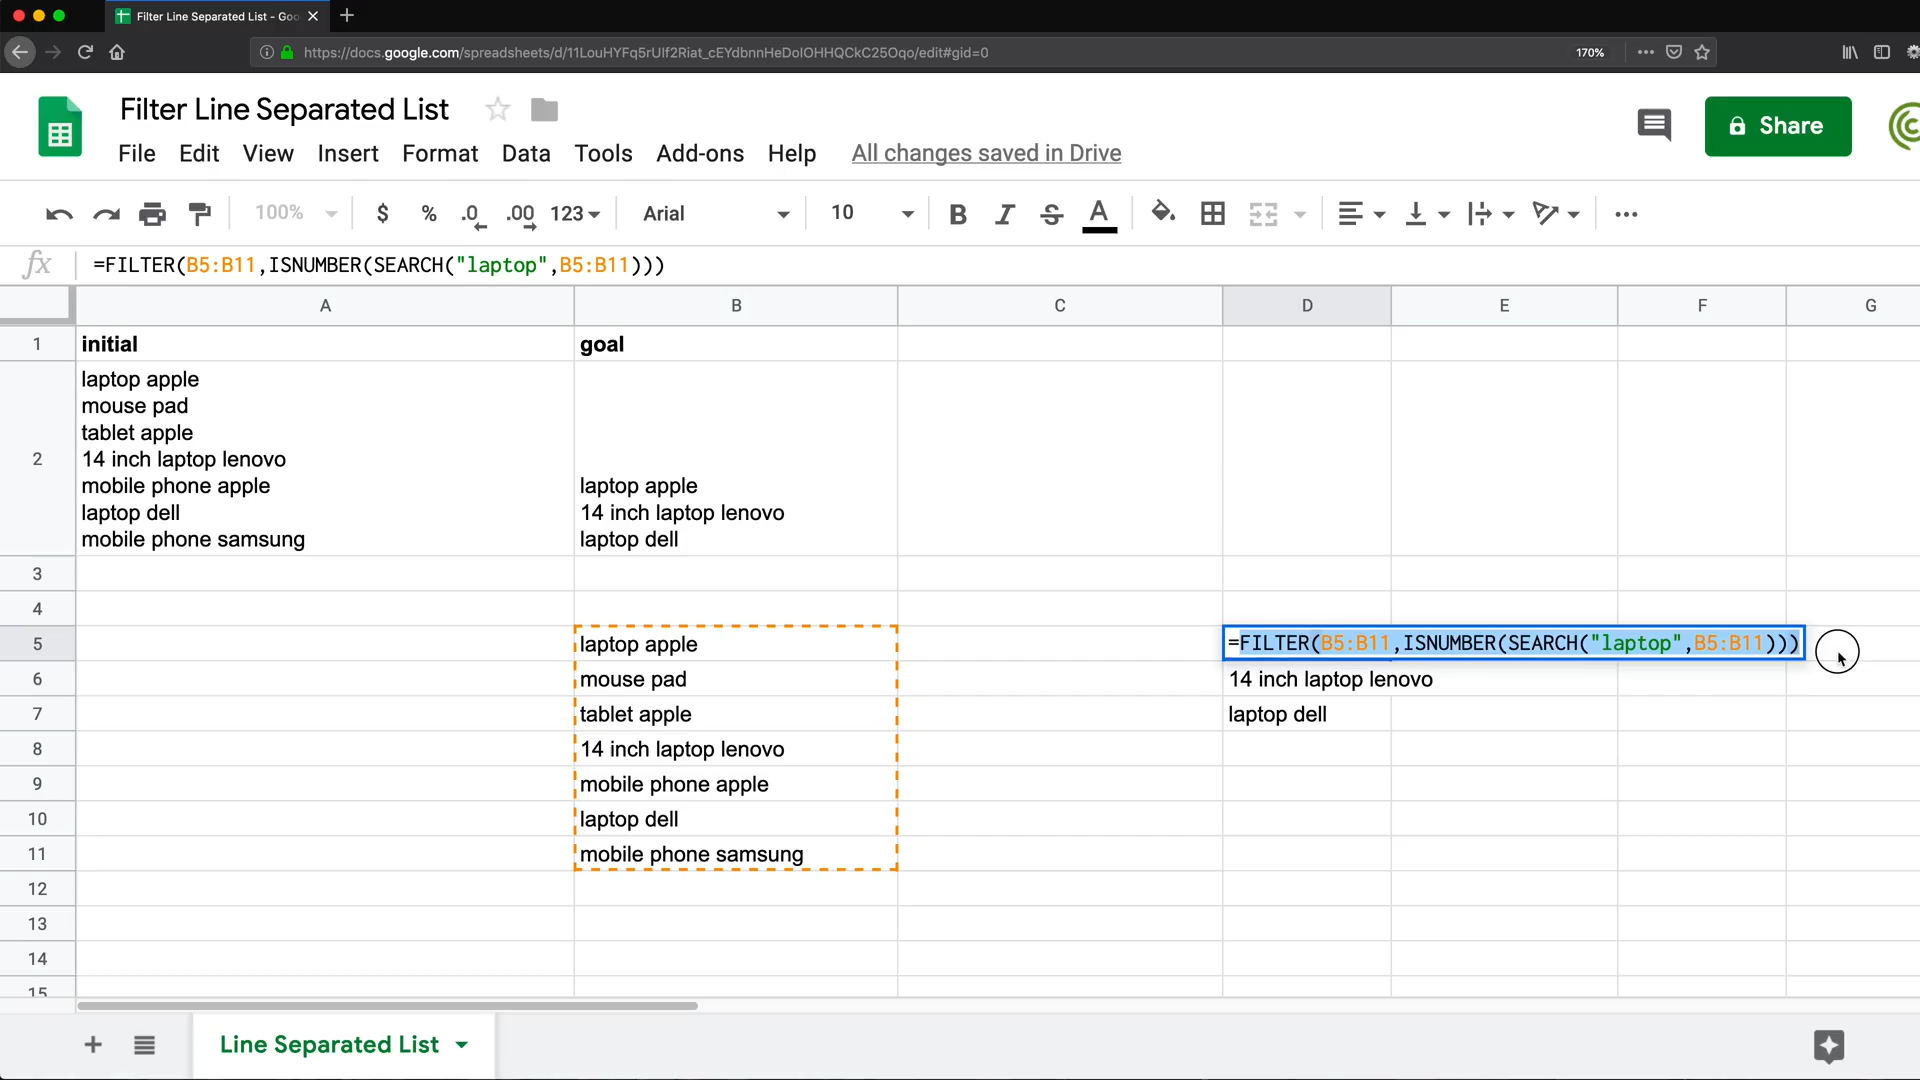 Filter Line Separated List - Goo
https://docs.google.com/spreadsheets/d/11LouHYFq5rUlf2Riat_cEYdbnnHeDoIOHHQCkC25Oqo/edit#gid=0
170%
Filter Line Separated List
Share
File Edit View Insert Format Data Tools Add-ons Help All changes saved in Drive
100% $ % .0 .00 123 Arial 10 B I S A
fx =FILTER(B5:B11,ISNUMBER(SEARCH("laptop",B5:B11)))
A B C D E F G
1 initial goal
laptop apple
mouse pad
tablet apple
2 14 inch laptop lenovo
mobile phone apple laptop apple
laptop dell 14 inch laptop lenovo
mobile phone samsung laptop dell
3
4
5 laptop apple =FILTER(B5:B11,ISNUMBER(SEARCH("laptop",B5:B11)))
6 mouse pad 14 inch laptop lenovo
7 tablet apple laptop dell
8 14 inch laptop lenovo
9 mobile phone apple
10 laptop dell
11 mobile phone samsung
12
13
14
15
Line Separated List